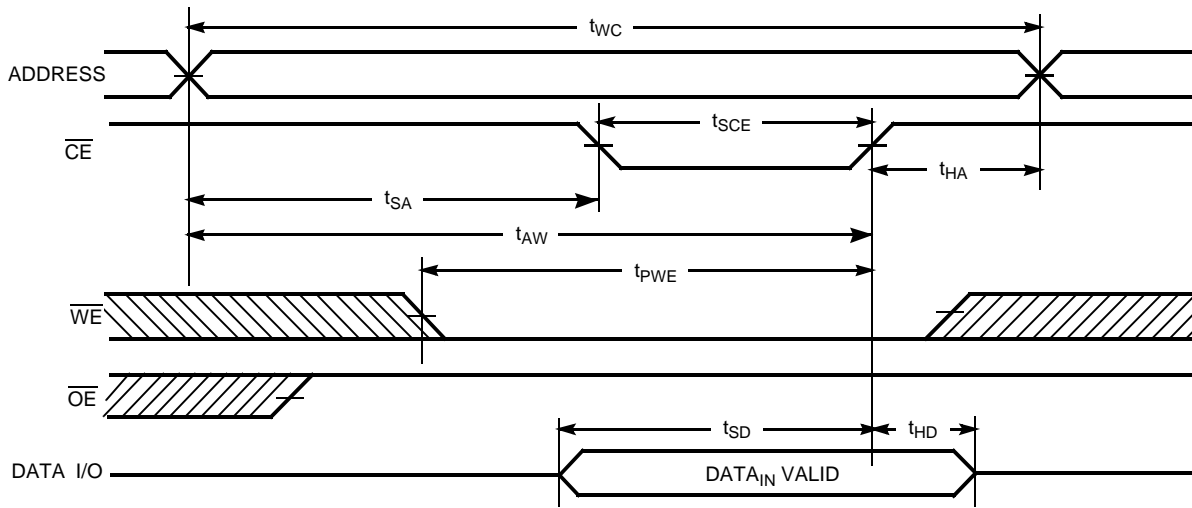 tWC
ADDRESS
tSCE
CE
tHA
tSA
tAW
tPWE
WE
OE
tSD
tHD
DATA I/O
DATAIN VALID